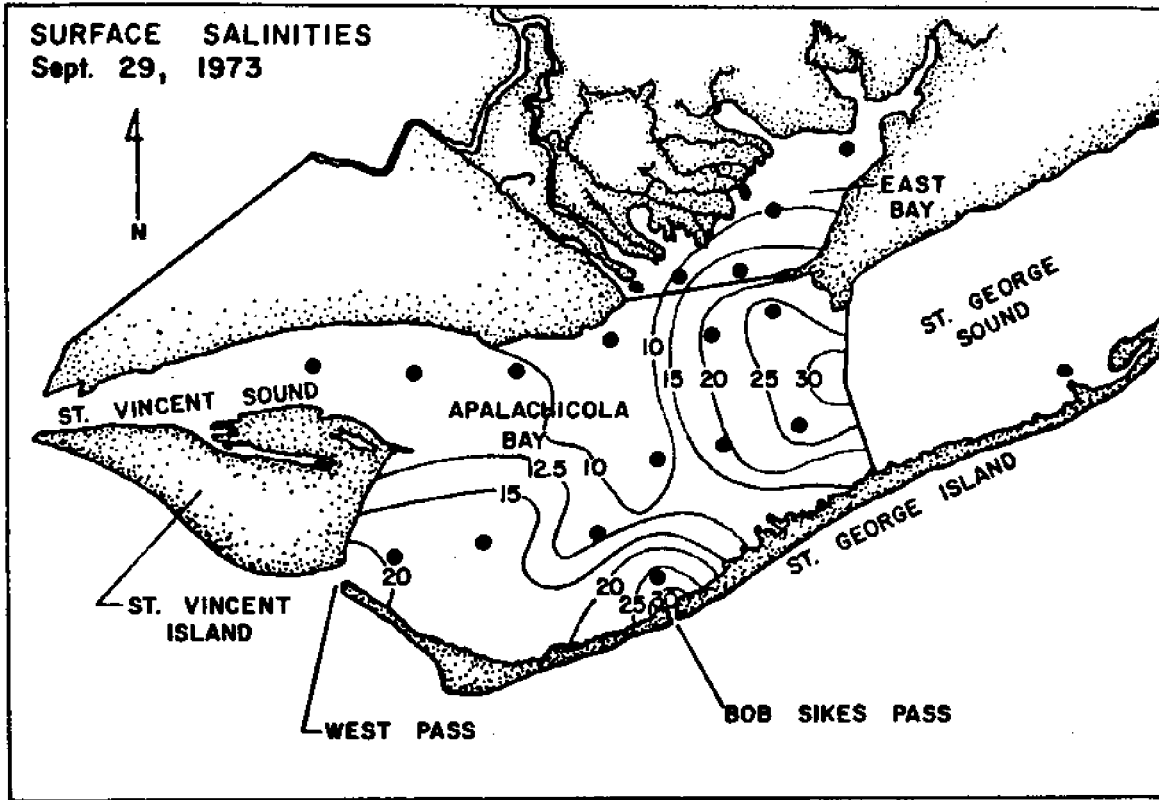 SURFACE SALINITIES
Sept. 29, 1973
N
EAST
BAY
ST. GEORGE
SOUND
10
15 20 25 30
ST. VINCENT SOUND
APALACHICOLA
BAY
12.5 10
15
20
20
25 30
ST. GEORGE ISLAND
ST. VINCENT
ISLAND
WEST PASS
BOB SIKES PASS